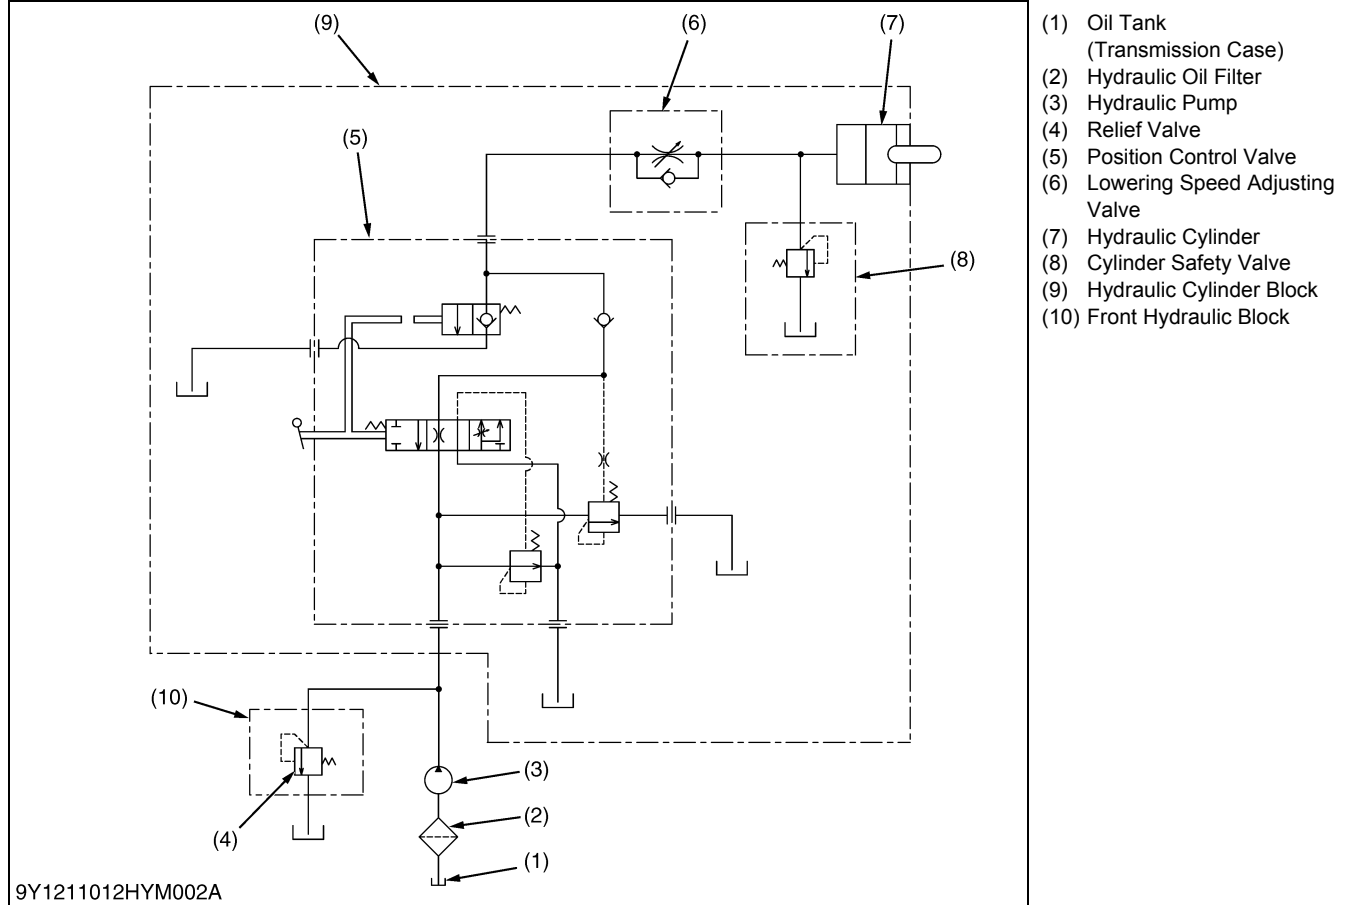 (9)
(6)
(7)
(5)
(8)
(10)
(3)
(2)
(4)
(1)
9Y1211012HYM002A
(1) Oil Tank
(Transmission Case)
(2) Hydraulic Oil Filter
(3) Hydraulic Pump
(4) Relief Valve
(5) Position Control Valve
(6) Lowering Speed Adjusting
Valve
(7) Hydraulic Cylinder
(8) Cylinder Safety Valve
(9) Hydraulic Cylinder Block
(10) Front Hydraulic Block